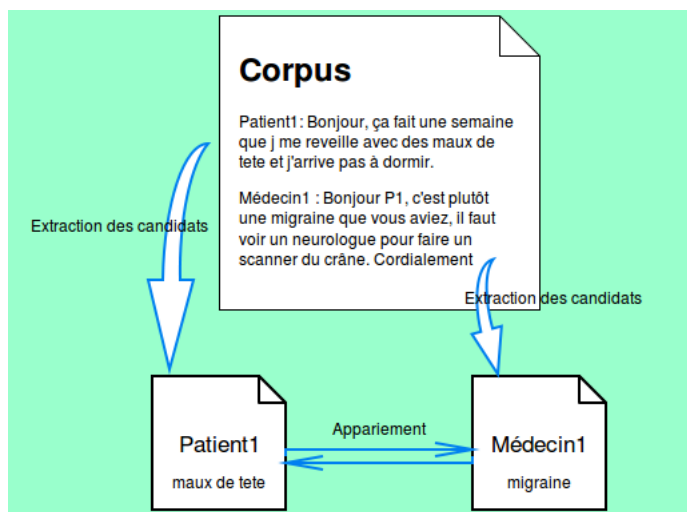 Corpus
Patient1: Bonjour, ça fait une semaine
que j me reveille avec des maux de
tete et j'arrive pas à dormir.
Médecin1 : Bonjour P1, c'est plutôt
une migraine que vous aviez, il faut
voir un neurologue pour faire un
scanner du crâne. Cordialement
Extraction des candidats
Extraction des candidats
Patient1
maux de tete
Appariement
Médecin1
migraine